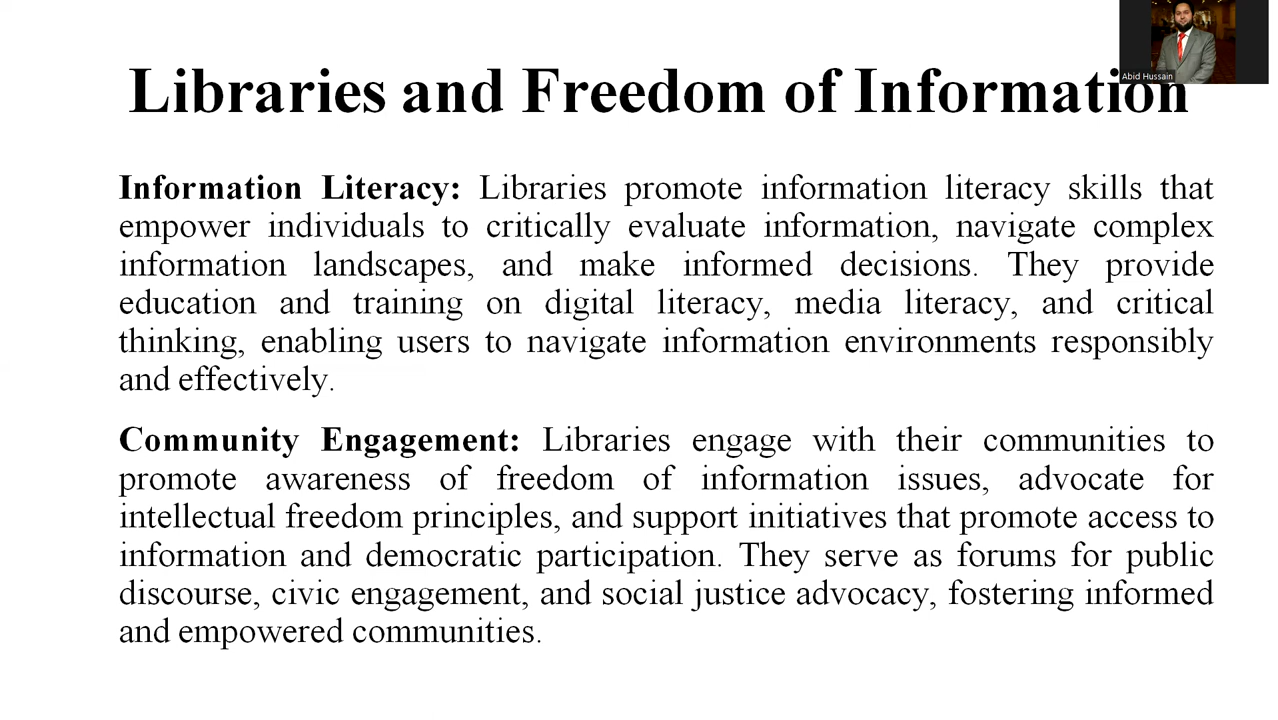 Abid Hussain
Libraries and Freedom of Information
Information Literacy: Libraries promote information literacy skills that
empower individuals to critically evaluate information, navigate complex
information landscapes, and make informed decisions. They provide
education and training on digital literacy, media literacy, and critical
thinking, enabling users to navigate information environments responsibly
and effectively.
Community Engagement: Libraries engage with their communities to
promote awareness of freedom of information issues, advocate for
intellectual freedom principles, and support initiatives that promote access to
information and democratic participation. They serve as forums for public
discourse, civic engagement, and social justice advocacy, fostering informed
and empowered communities.